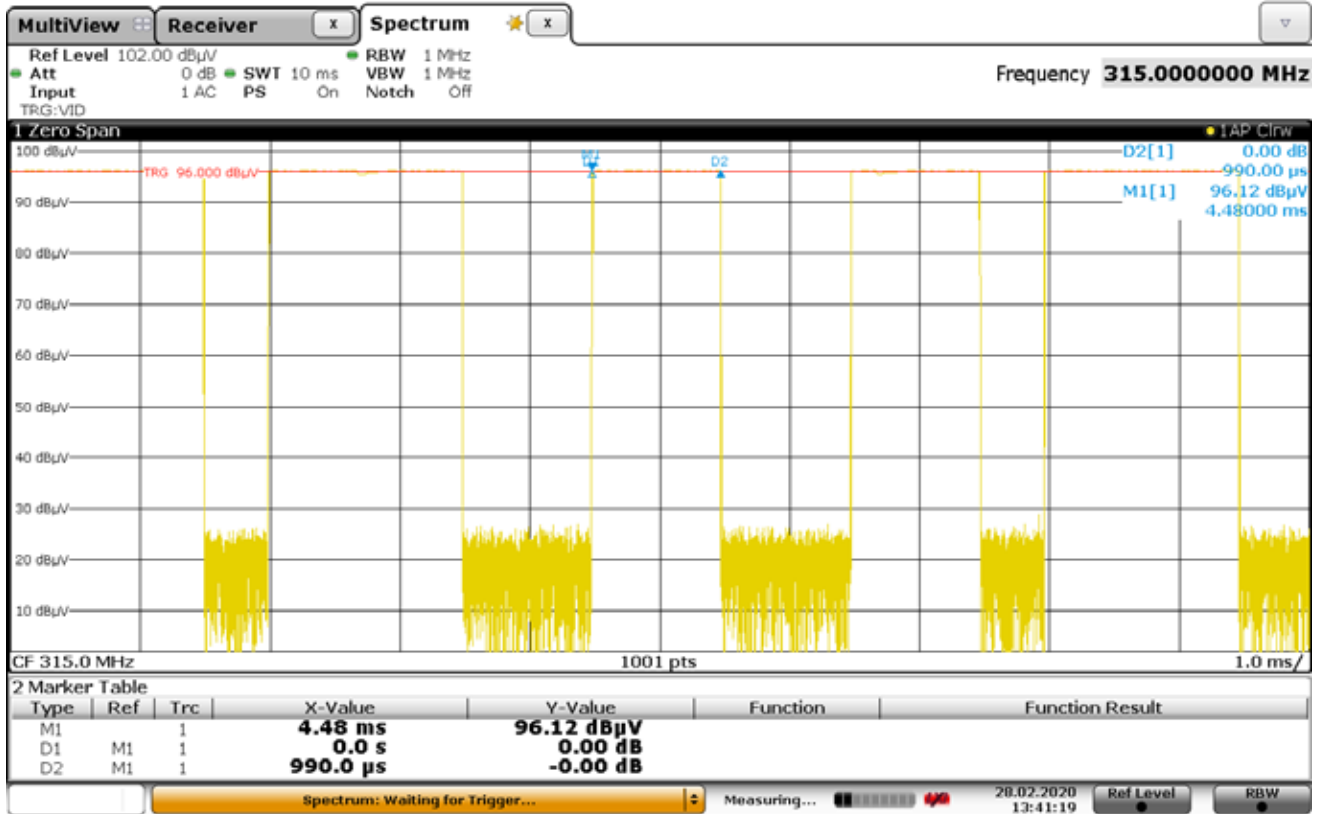 MultiView Receiver X Spectrum X
Ref Level 102.00 dBµV RBW 1 MHz
Att 0 dB SWT 10 ms VBW 1 MHz Frequency 315.0000000 MHz
Input 1 AC PS On Notch Off
TRG:VID
1 Zero Span 1AP Clrw
100 dBµV M1 D2 D2[1] 0.00 dB
TRG 96.000 dBµV 990.00 µs
M1[1] 96.12 dBµV
90 dBµV 4.48000 ms
80 dBµV
70 dBµV
60 dBµV
50 dBµV
40 dBµV
30 dBµV
20 dBµV
10 dBµV
CF 315.0 MHz 1001 pts 1.0 ms/
2 Marker Table
Type Ref Trc X-Value Y-Value Function Function Result
M1 1 4.48 ms 96.12 dBµV
D1 M1 1 0.0 s 0.00 dB
D2 M1 1 990.0 µs -0.00 dB
Spectrum: Waiting for Trigger... Measuring... 28.02.2020 Ref Level RBW
13:41:19